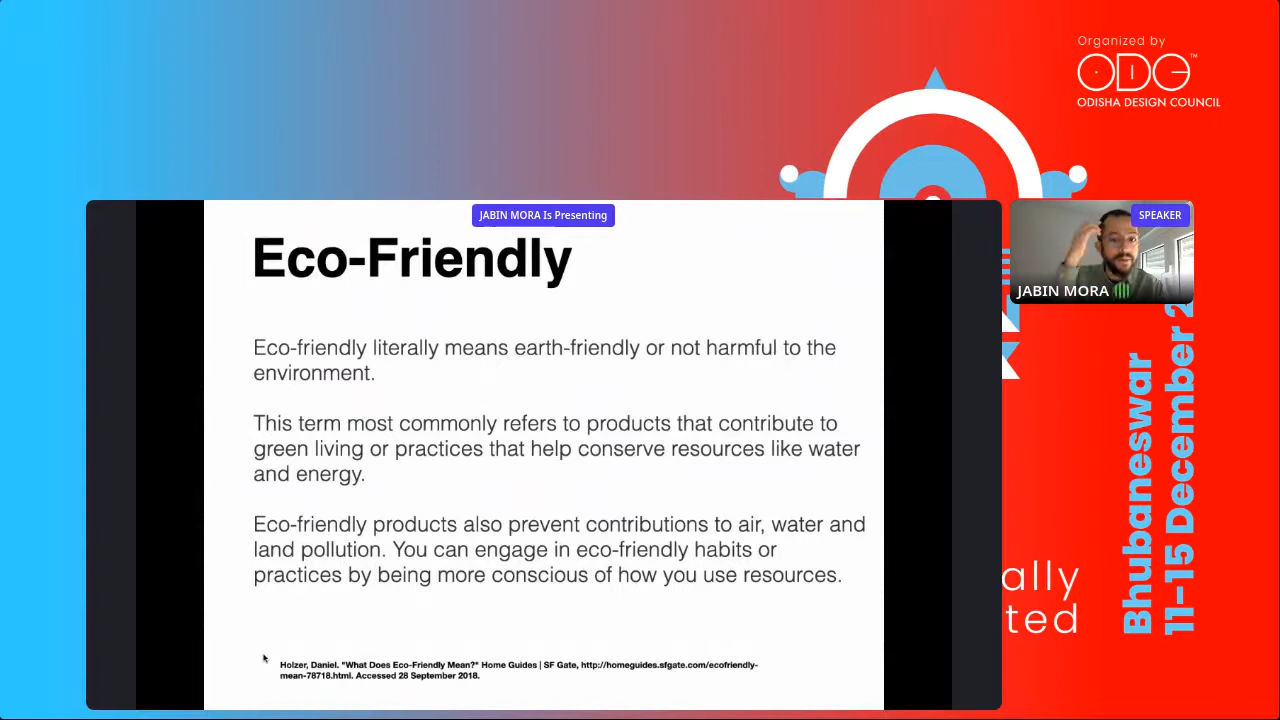 Organized by
ODC™
ODISHA DESIGN COUNCIL
JABIN MORA Is Presenting
SPEAKER
JABIN MORA
Eco-Friendly
Eco-friendly literally means earth-friendly or not harmful to the
environment.
This term most commonly refers to products that contribute to
green living or practices that help conserve resources like water
and energy.
Eco-friendly products also prevent contributions to air, water and
land pollution. You can engage in eco-friendly habits or
practices by being more conscious of how you use resources.
Holzer, Daniel. "What Does Eco-Friendly Mean?" Home Guides | SF Gate, http://homeguides.sfgate.com/ecofriendly-
mean-78718.html. Accessed 28 September 2018.
Bhubaneswar
11-15 December